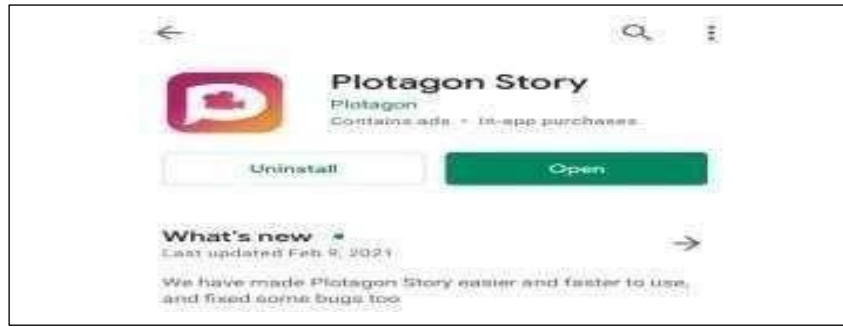 Plotagon Story
Plotagon
Contains ads • In-app purchases
Uninstall
Open
What's new •
Last updated Feb 9, 2021
We have made Plotagon Story easier and faster to use,
and fixed some bugs too